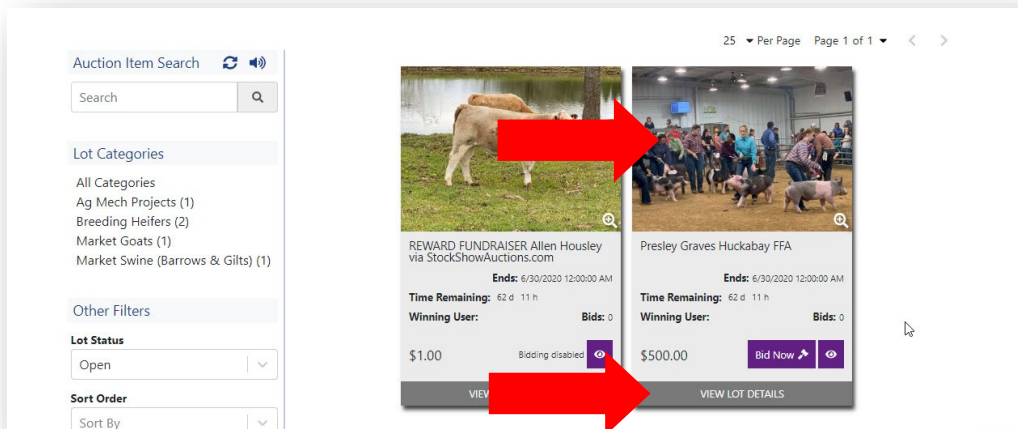 25 Per Page Page 1 of 1
Auction Item Search
Search
Lot Categories
All Categories
Ag Mech Projects (1)
Breeding Heifers (2)
Market Goats (1)
Market Swine (Barrows & Gilts) (1)
Other Filters
Lot Status
Open
Sort Order
Sort By
REWARD FUNDRAISER Allen Housley
via StockShowAuctions.com
Ends: 6/30/2020 12:00:00 AM
Time Remaining: 62 d 11 h
Winning User: Bids: 0
$1.00 Bidding disabled
Presley Graves Huckabay FFA
Ends: 6/30/2020 12:00:00 AM
Time Remaining: 62 d 11 h
Winning User: Bids: 0
$500.00 Bid Now
VIEW LOT DETAILS